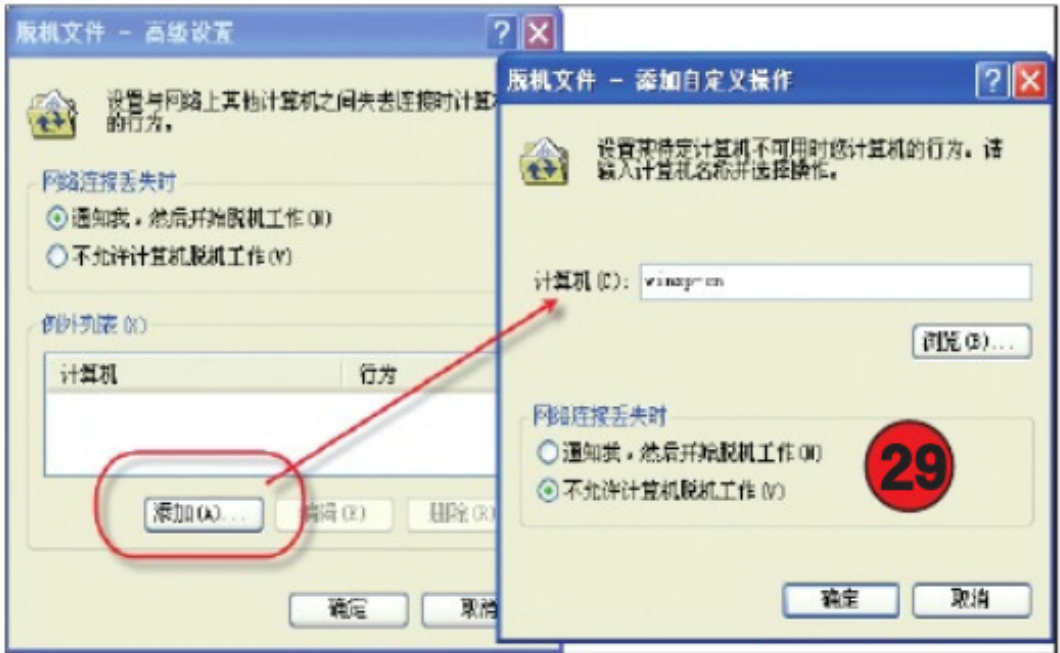 脱机文件 - 高级设置
设置与网络上其他计算机之间失去连接时计算
的行为。
网络连接丢失时
通知我，然后开始脱机工作(N)
不允许计算机脱机工作(V)
例外列表(X)
计算机
行为
添加(A)...
编辑(E)
删除(R)
确定
取消
脱机文件 - 添加自定义操作
设置某特定计算机不可用时您计算机的行为。请
输入计算机名称并选择操作。
计算机(C):
winxp-cn
浏览(B)...
网络连接丢失时
通知我，然后开始脱机工作(N)
不允许计算机脱机工作(V)
29
确定
取消